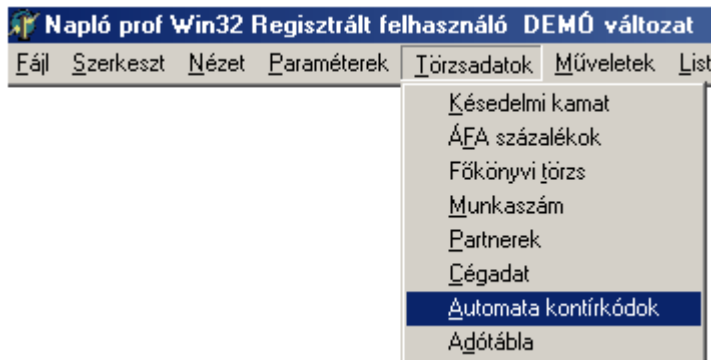 Napló prof Win32 Regisztrált felhasználó DEMÓ változat
Fájl Szerkeszt Nézet Paraméterek Törzsadatok Műveletek List
Késedelmi kamat
ÁFA százalékok
Főkönyvi törzs
Munkaszám
Partnerek
Cégadat
Automata kontírkódok
Adótábla